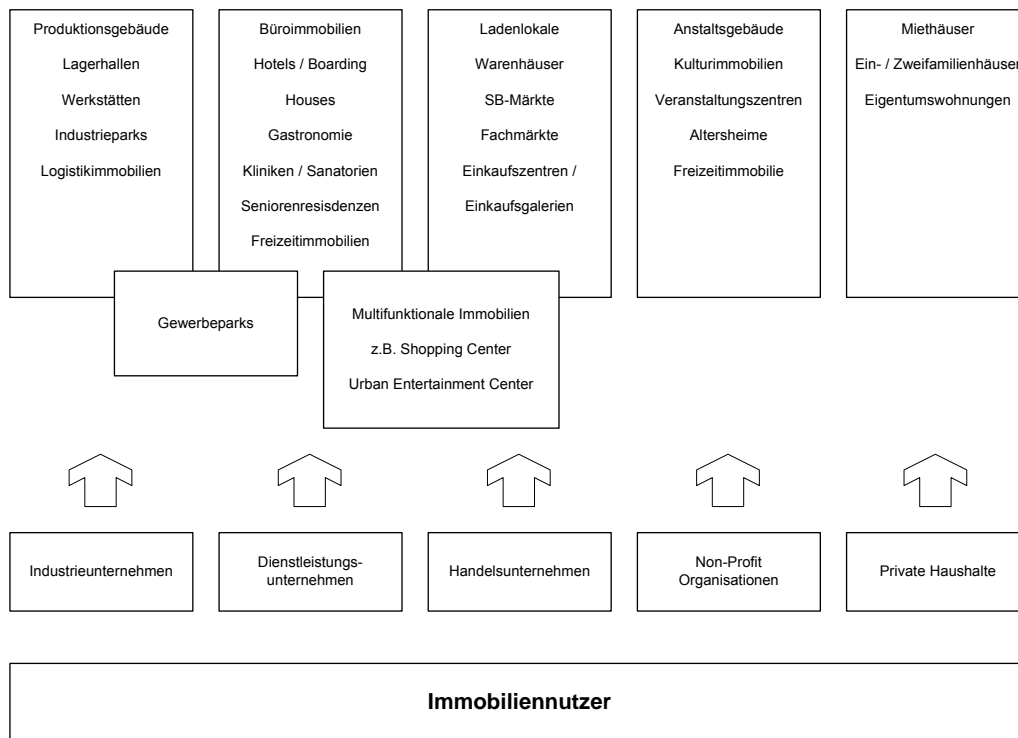 Produktionsgebäude
Lagerhallen
Werkstätten
Industrieparks
Logistikimmobilien
Büroimmobilien
Hotels / Boarding
Houses
Gastronomie
Kliniken / Sanatorien
Seniorenresisdenzen
Freizeitimmobilien
Ladenlokale
Warenhäuser
SB-Märkte
Fachmärkte
Einkaufszentren /
Einkaufsgalerien
Anstaltsgebäude
Kulturimmobilien
Veranstaltungszentren
Altersheime
Freizeitimmobilie
Miethäuser
Ein- / Zweifamilienhäuser
Eigentumswohnungen
Gewerbeparks
Multifunktionale Immobilien
z.B. Shopping Center
Urban Entertainment Center
Industrieunternehmen
Dienstleistungs-
unternehmen
Handelsunternehmen
Non-Profit
Organisationen
Private Haushalte
Immobiliennutzer